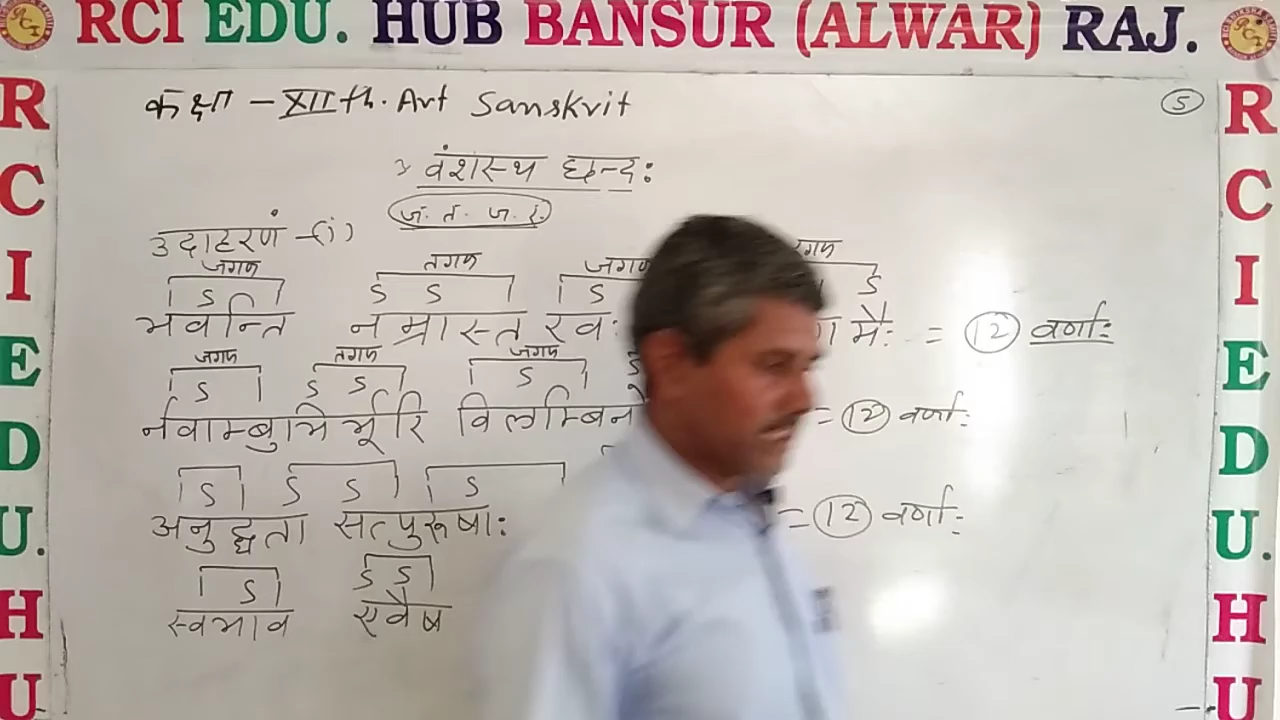 RCI EDU. HUB BANSUR (ALWAR) RAJ.
कक्षा - XIIth. Art Sanskrit
5
वंशस्थ छन्द:
ज. त. ज. र.
उदाहरणं -(i)
जगण तगण जगण
। ऽ । ऽ ऽ । । ऽ ऽ
भवन्ति नम्रास्त रव: मै: = 12 वर्णा:
जगण तगण जगण
। ऽ । ऽ ऽ । । ऽ ।
र्नवाम्बुभिर्भूरि विलम्बिन = 12 वर्णा:
। ऽ । ऽ ऽ । । ऽ ।
अनुद्धता सत्पुरूषा: = 12 वर्णा:
। ऽ । ऽ ऽ ।
स्वभाव एवैष
R C I E D U. H U
R C I E D U. H U